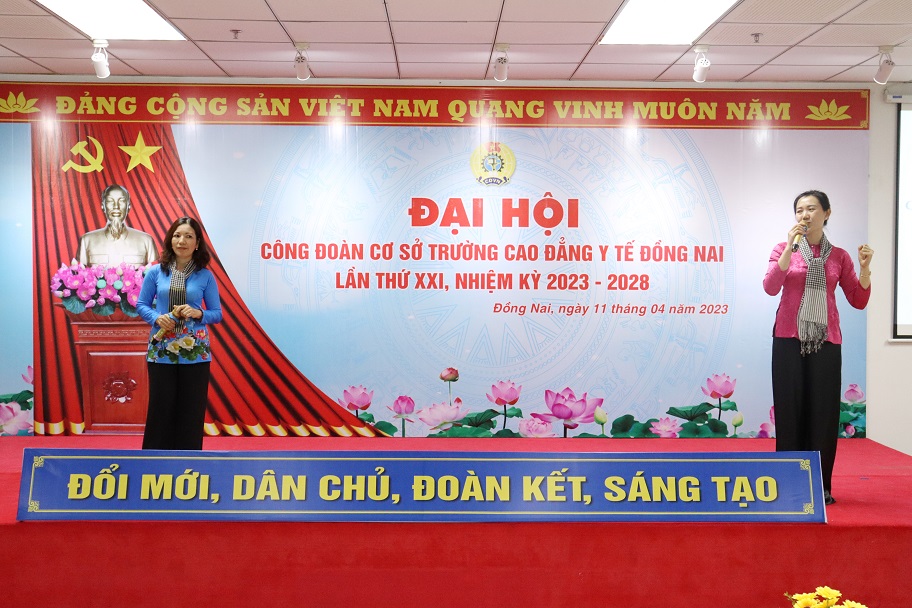 ĐẢNG CỘNG SẢN VIỆT NAM QUANG VINH MUÔN NĂM
ĐẠI HỘI
CÔNG ĐOÀN CƠ SỞ TRƯỜNG CAO ĐẲNG Y TẾ ĐỒNG NAI
LẦN THỨ XXI, NHIỆM KỲ 2023 - 2028
Đồng Nai, ngày 11 tháng 04 năm 2023
ĐỔI MỚI, DÂN CHỦ, ĐOÀN KẾT, SÁNG TẠO